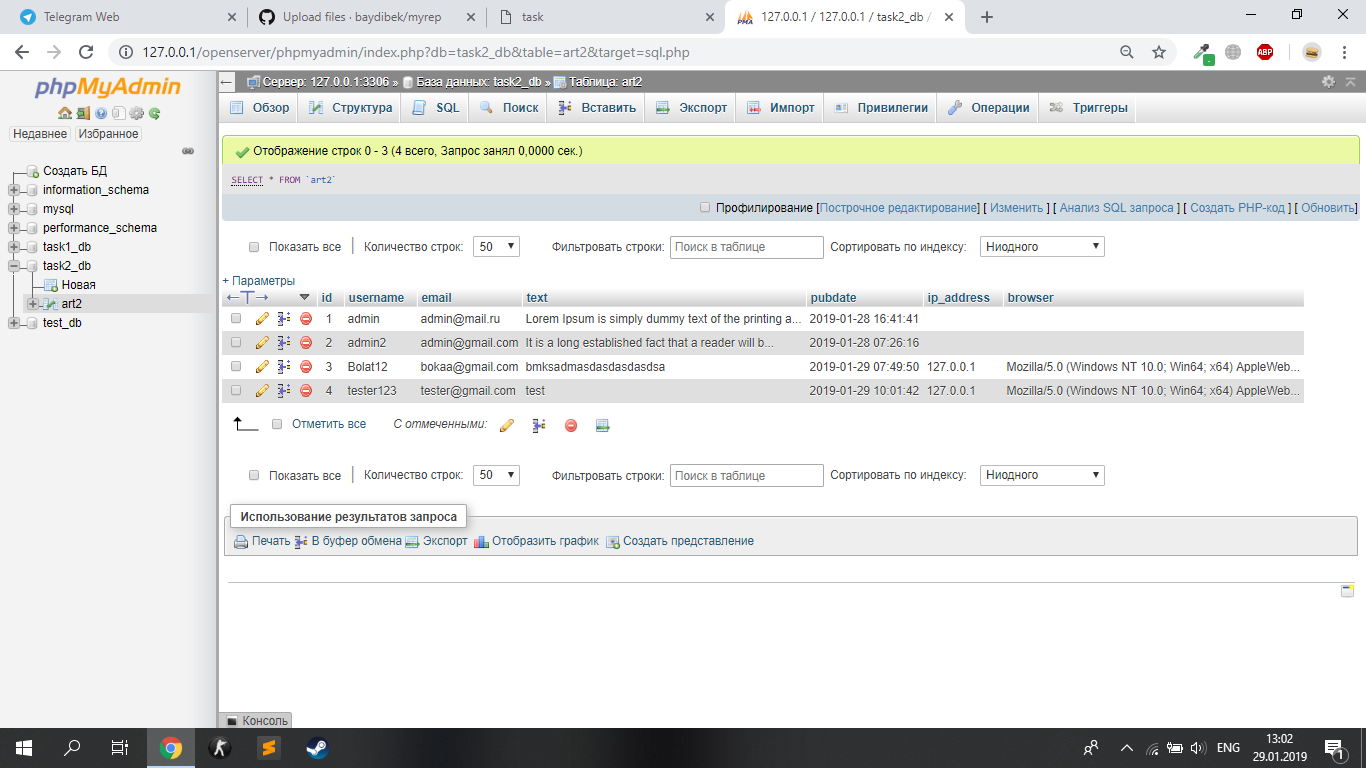 Telegram Web
Upload files · baydibek/myrep
task
127.0.0.1 / 127.0.0.1 / task2_db /
127.0.0.1/openserver/phpmyadmin/index.php?db=task2_db&table=art2&target=sql.php
ABP
phpMyAdmin
Недавнее Избранное
Создать БД
information_schema
mysql
performance_schema
task1_db
task2_db
Новая
art2
test_db
Сервер: 127.0.0.1:3306 » База данных: task2_db » Таблица: art2
Обзор Структура SQL Поиск Вставить Экспорт Импорт Привилегии Операции Триггеры
Отображение строк 0 - 3 (4 всего, Запрос занял 0,0000 сек.)
SELECT * FROM `art2`
Профилирование [Построчное редактирование] [ Изменить ] [ Анализ SQL запроса ] [ Создать PHP-код ] [ Обновить]
Показать все Количество строк: 50 Фильтровать строки: Поиск в таблице Сортировать по индексу: Ниодного
+ Параметры
←T→ id username email text pubdate ip_address browser
1 admin admin@mail.ru Lorem Ipsum is simply dummy text of the printing a... 2019-01-28 16:41:41
2 admin2 admin@gmail.com It is a long established fact that a reader will b... 2019-01-28 07:26:16
3 Bolat12 bokaa@gmail.com bmksadmasdasdasdasdsa 2019-01-29 07:49:50 127.0.0.1 Mozilla/5.0 (Windows NT 10.0; Win64; x64) AppleWeb...
4 tester123 tester@gmail.com test 2019-01-29 10:01:42 127.0.0.1 Mozilla/5.0 (Windows NT 10.0; Win64; x64) AppleWeb...
Отметить все С отмеченными:
Показать все Количество строк: 50 Фильтровать строки: Поиск в таблице Сортировать по индексу: Ниодного
Использование результатов запроса
Печать В буфер обмена Экспорт Отобразить график Создать представление
Консоль
ENG
13:02
29.01.2019
1